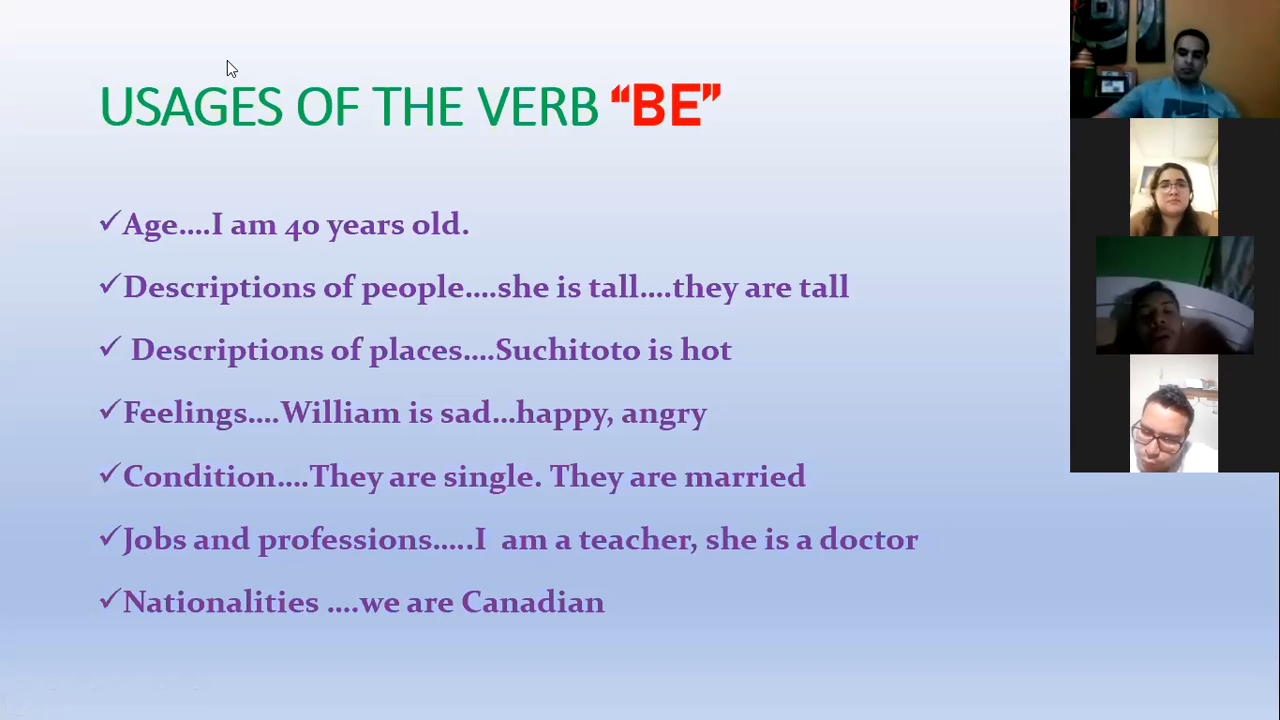 USAGES OF THE VERB “BE”
✓Age....I am 40 years old.
✓Descriptions of people....she is tall....they are tall
✓ Descriptions of places....Suchitoto is hot
✓Feelings....William is sad...happy, angry
✓Condition....They are single. They are married
✓Jobs and professions.....I  am a teacher, she is a doctor
✓Nationalities ....we are Canadian